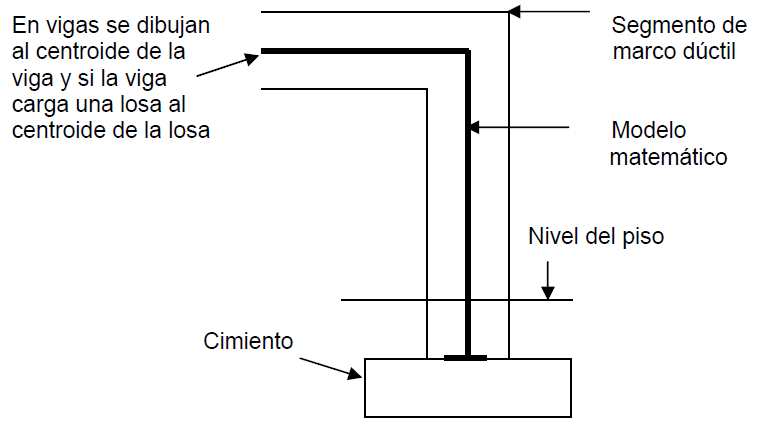 En vigas se dibujan
al centroide de la
viga y si la viga
carga una losa al
centroide de la losa
Segmento de
marco dúctil
Modelo
matemático
Nivel del piso
Cimiento